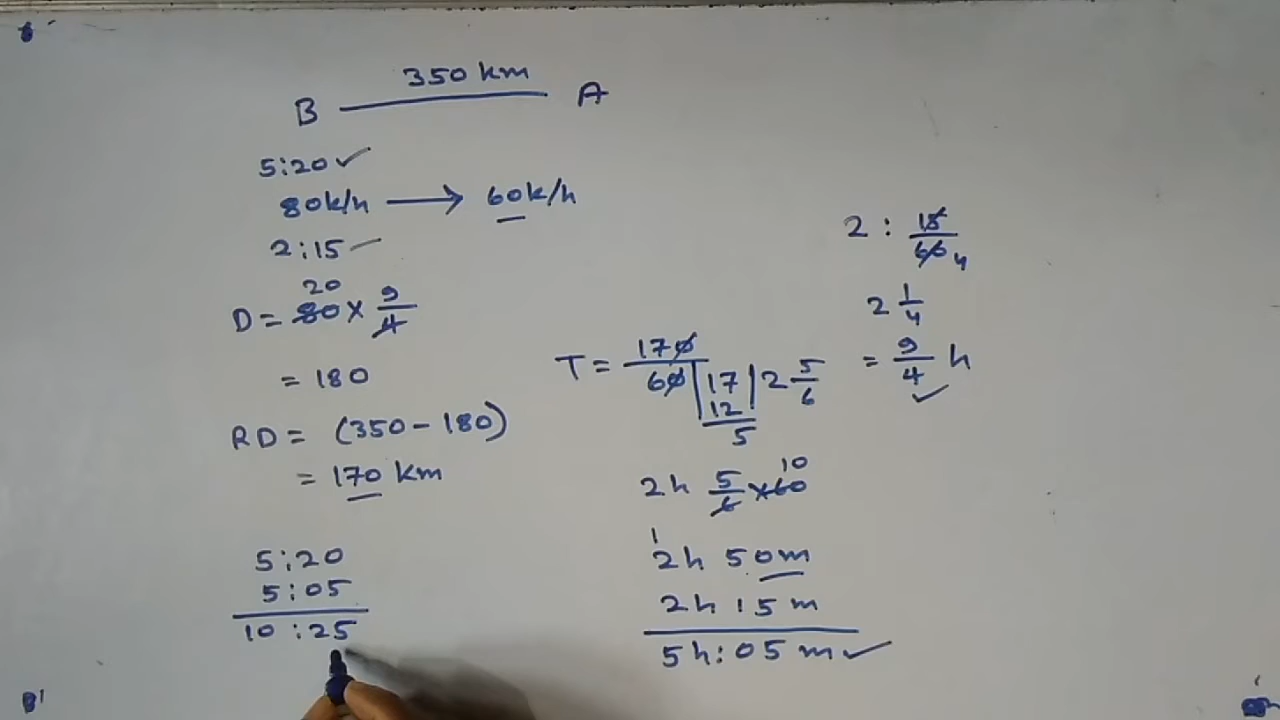 350 km
B A
5:20 ✓
80k/h → 60k/h
2:15
20
D = 80 × 9/4
= 180
RD = (350 - 180)
= 170 km
5:20
5:05
10:25
2 : 15/60 4
2 1/4
= 9/4 h ✓
T = 170/60 17 2 5/6
12
5
10
2h 5/6 × 60
1
2h 50m
2h 15m
5h:05m ✓